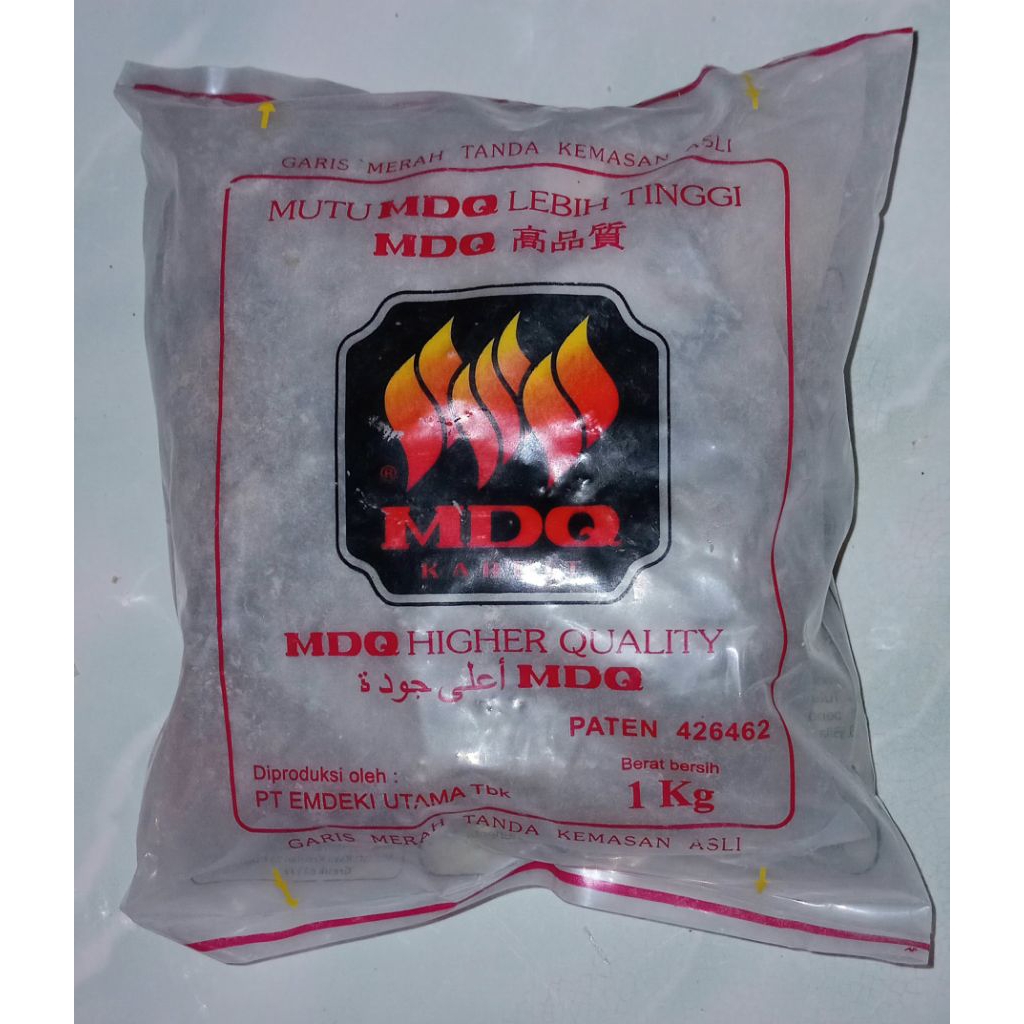 GARIS MERAH TANDA KEMASAN ASLI
MUTU MDQ LEBIH TINGGI
MDQ 高品質
®
MDQ
KARBIT
MDQ HIGHER QUALITY
MDQ أعلى جودة
PATEN 426462
Diproduksi oleh :
PT EMDEKI UTAMA Tbk
Berat bersih
1 Kg
GARIS MERAH TANDA KEMASAN ASLI